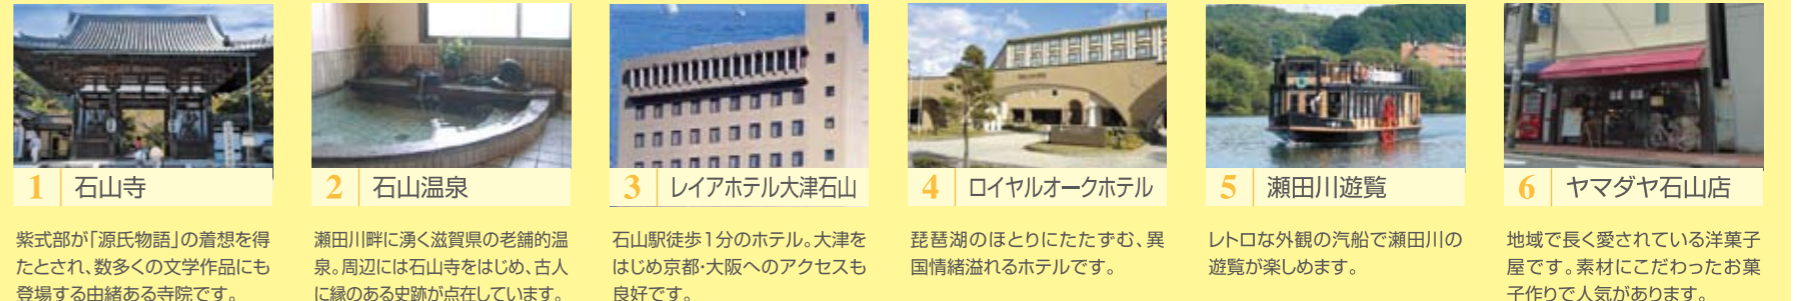 1 石山寺
紫式部が「源氏物語」の着想を得
たとされ、数多くの文学作品にも
登場する由緒ある寺院です。
2 石山温泉
瀬田川畔に湧く滋賀県の老舗的温
泉。周辺には石山寺をはじめ、古人
に縁のある史跡が点在しています。
3 レイアホテル大津石山
石山駅徒歩1分のホテル。大津を
はじめ京都・大阪へのアクセスも
良好です。
4 ロイヤルオークホテル
琵琶湖のほとりにたたずむ、異
国情緒溢れるホテルです。
5 瀬田川遊覧
レトロな外観の汽船で瀬田川の
遊覧が楽しめます。
6 ヤマダヤ石山店
地域で長く愛されている洋菓子
屋です。素材にこだわったお菓
子作りで人気があります。